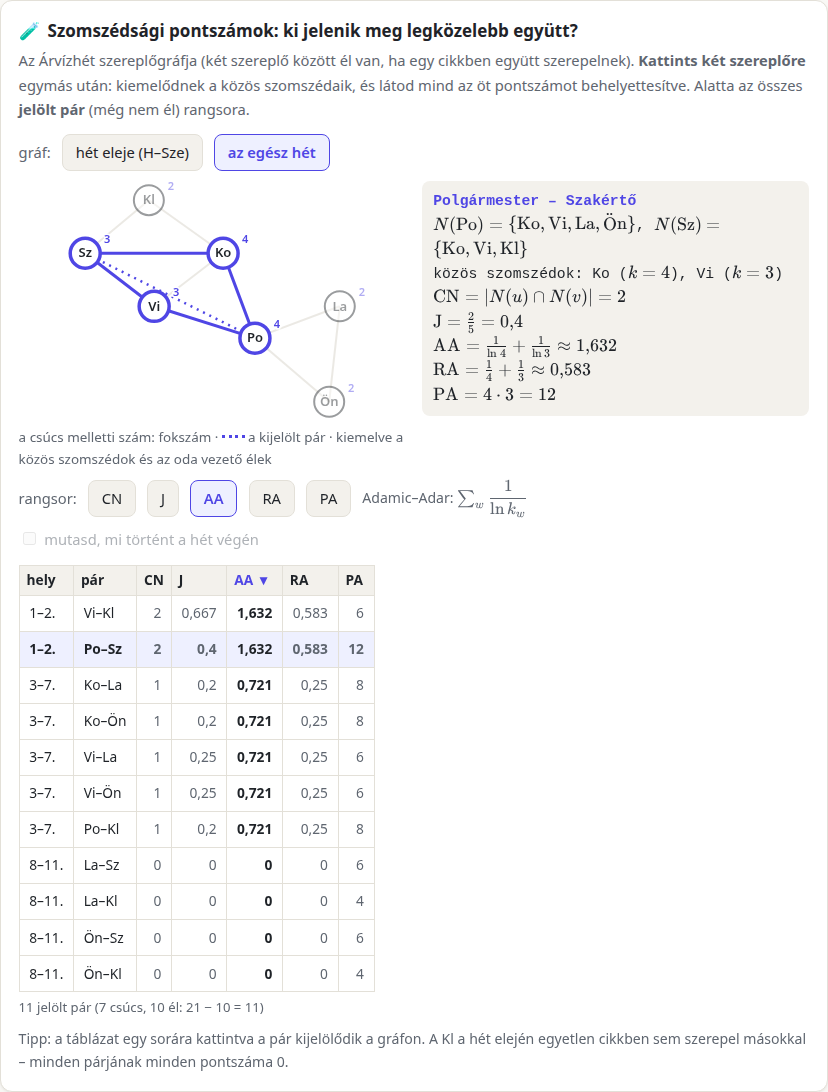 🧪 Szomszédsági pontszámok: ki jelenik meg legközelebb együtt?
Az Árvízhét szereplőgráfja (két szereplő között él van, ha egy cikkben együtt szerepelnek). Kattints két szereplőre
egymás után: kiemelődnek a közös szomszédaik, és látod mind az öt pontszámot behelyettesítve. Alatta az összes
jelölt pár (még nem él) rangsora.
gráf: hét eleje (H–Sze) az egész hét
Kl 2
Sz 3
Ko 4
Vi 3
La 2
Po 4
Ön 2
Polgármester – Szakértő
N(Po) = {Ko, Vi, La, Ön}, N(Sz) =
{Ko, Vi, Kl}
közös szomszédok: Ko (k = 4), Vi (k = 3)
CN = |N(u) ∩ N(v)| = 2
J = 2/5 = 0,4
AA = 1/ln 4 + 1/ln 3 ≈ 1,632
RA = 1/4 + 1/3 ≈ 0,583
PA = 4 · 3 = 12
a csúcs melletti szám: fokszám · a kijelölt pár · kiemelve a
közös szomszédok és az oda vezető élek
rangsor: CN J AA RA PA Adamic–Adar: ∑_w 1/ln k_w
mutasd, mi történt a hét végén
hely pár CN J AA ▼ RA PA
1–2. Vi–Kl 2 0,667 1,632 0,583 6
1–2. Po–Sz 2 0,4 1,632 0,583 12
3–7. Ko–La 1 0,2 0,721 0,25 8
3–7. Ko–Ön 1 0,2 0,721 0,25 8
3–7. Vi–La 1 0,25 0,721 0,25 6
3–7. Vi–Ön 1 0,25 0,721 0,25 6
3–7. Po–Kl 1 0,2 0,721 0,25 8
8–11. La–Sz 0 0 0 0 6
8–11. La–Kl 0 0 0 0 4
8–11. Ön–Sz 0 0 0 0 6
8–11. Ön–Kl 0 0 0 0 4
11 jelölt pár (7 csúcs, 10 él: 21 − 10 = 11)
Tipp: a táblázat egy sorára kattintva a pár kijelölődik a gráfon. A Kl a hét elején egyetlen cikkben sem szerepel másokkal
– minden párjának minden pontszáma 0.